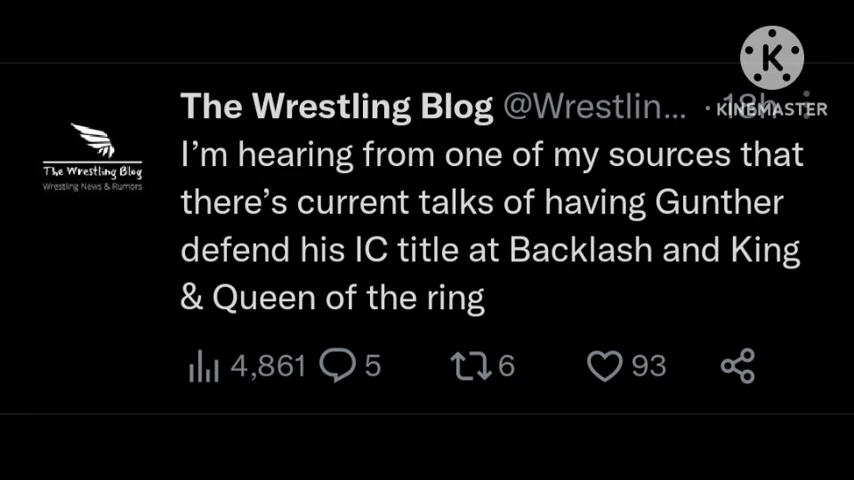 The Wrestling Blog @Wrestlin... · 18h
I'm hearing from one of my sources that
there's current talks of having Gunther
defend his IC title at Backlash and King
& Queen of the ring
4,861 5 6 93
The Wrestling Blog
Wrestling News & Rumors
K
KINEMASTER